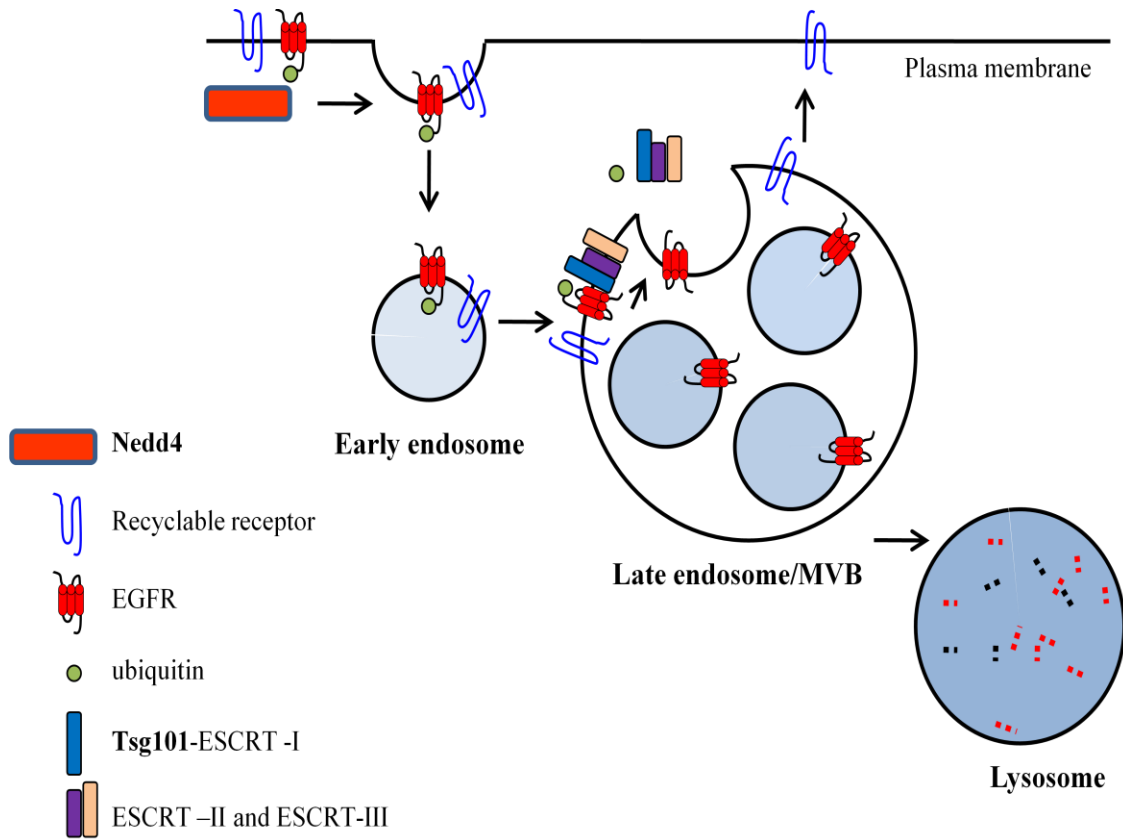 Plasma membrane
Early endosome
Nedd4
Recyclable receptor
EGFR
ubiquitin
Tsg101-ESCRT -I
ESCRT –II and ESCRT-III
Late endosome/MVB
Lysosome